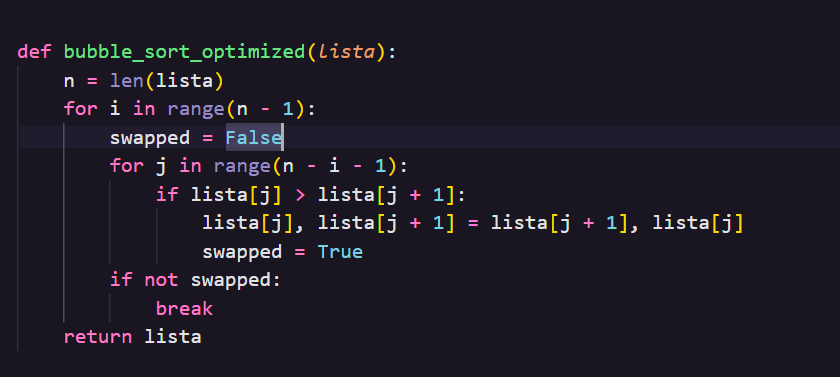 def bubble_sort_optimized(lista):
    n = len(lista)
    for i in range(n - 1):
        swapped = False
        for j in range(n - i - 1):
            if lista[j] > lista[j + 1]:
                lista[j], lista[j + 1] = lista[j + 1], lista[j]
                swapped = True
        if not swapped:
            break
    return lista